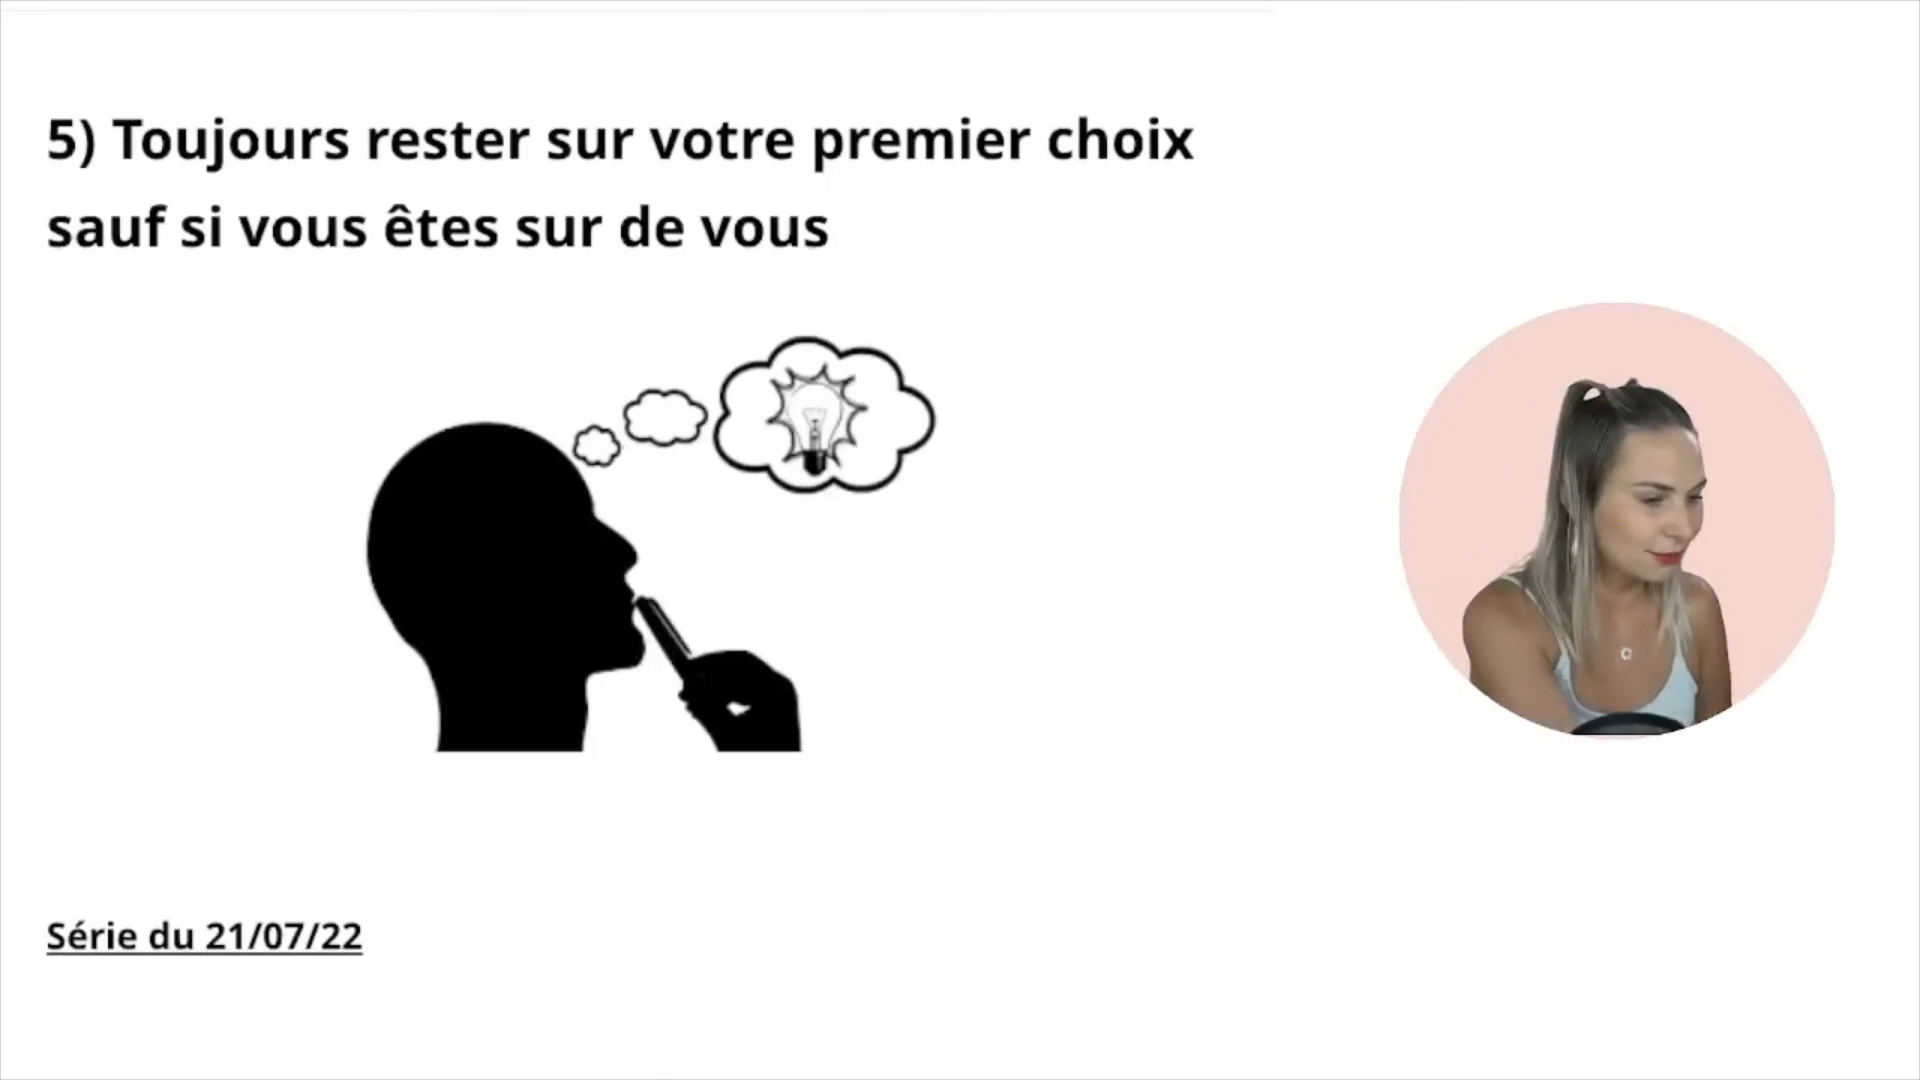 5) Toujours rester sur votre premier choix
sauf si vous êtes sur de vous
Série du 21/07/22